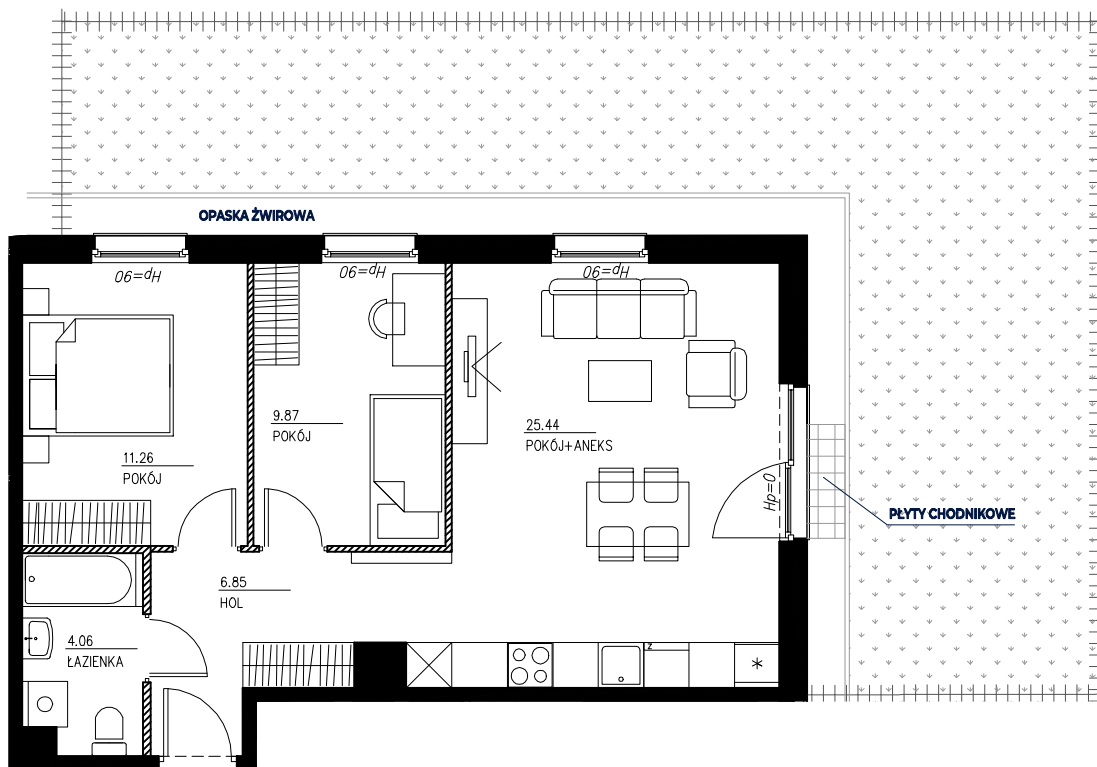 OPASKA ŻWIROWA
Hp=90
Hp=90
Hp=90
9.87
POKÓJ
25.44
POKÓJ+ANEKS
11.26
POKÓJ
Hp=0
PŁYTY CHODNIKOWE
6.85
HOL
4.06
ŁAZIENKA
z
*